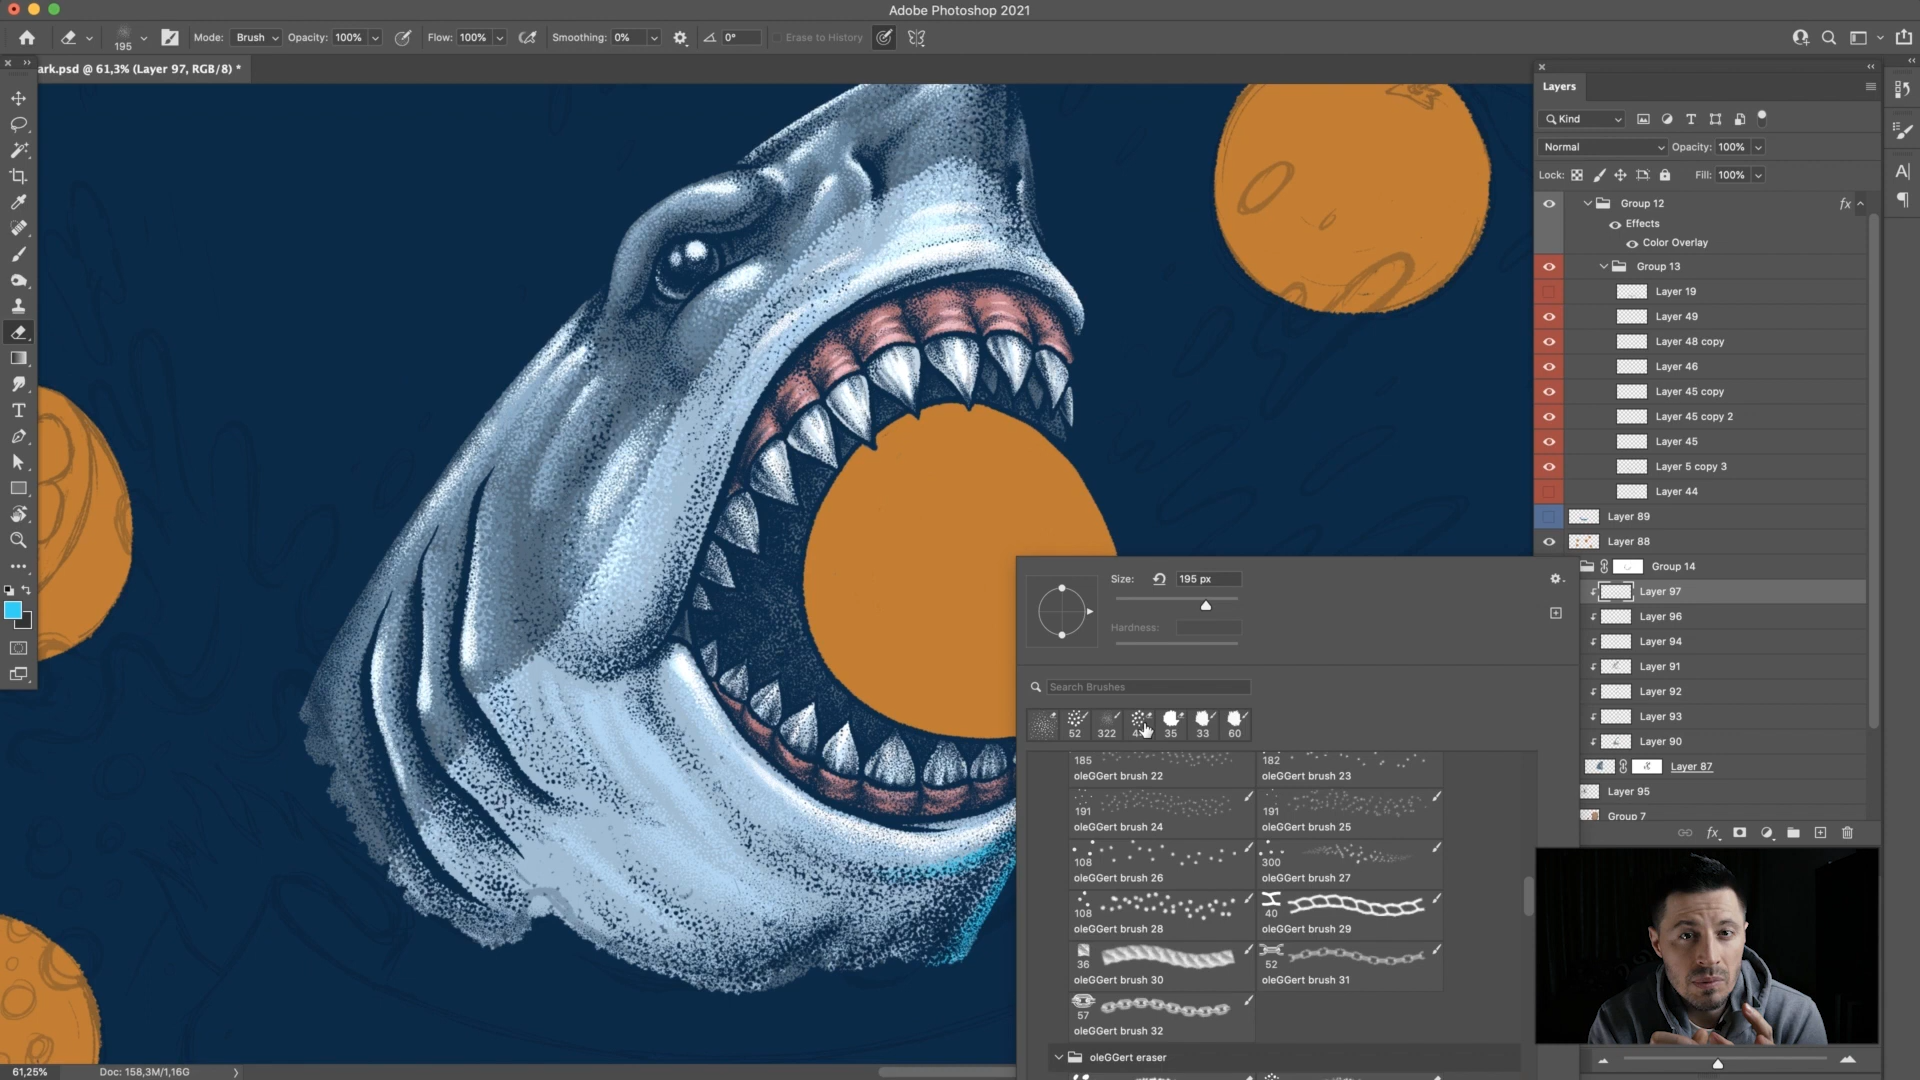 Adobe Photoshop 2021
195
Mode: Brush Opacity: 100% Flow: 100% Smoothing: 0% 0° Erase to History
ark.psd @ 61,3% (Layer 97, RGB/8) *
Layers
Kind
Normal Opacity: 100%
Lock: Fill: 100%
Group 12 fx
Effects
Color Overlay
Group 13
Layer 19
Layer 49
Layer 48 copy
Layer 46
Layer 45 copy
Layer 45 copy 2
Layer 45
Layer 5 copy 3
Layer 44
Layer 89
Layer 88
Group 14
Layer 97
Layer 96
Layer 94
Layer 91
Layer 92
Layer 93
Layer 90
Layer 87
Layer 95
Group 7
fx
Size: 195 px
Hardness:
Search Brushes
52 322 35 33 60
185 182
oleGGert brush 22 oleGGert brush 23
191 191
oleGGert brush 24 oleGGert brush 25
108 300
oleGGert brush 26 oleGGert brush 27
108 40
oleGGert brush 28 oleGGert brush 29
36 52
oleGGert brush 30 oleGGert brush 31
57
oleGGert brush 32
oleGGert eraser
61,25% Doc: 158,3M/1,16G